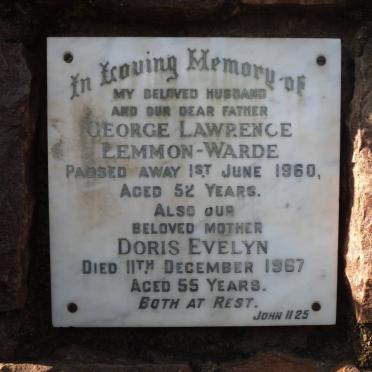 In Loving Memory of
MY BELOVED HUSBAND
AND OUR DEAR FATHER
GEORGE LAWRENCE
LEMMON-WARDE
PASSED AWAY 1ST JUNE 1960,
AGED 52 YEARS.
ALSO OUR
BELOVED MOTHER
DORIS EVELYN
DIED 11TH DECEMBER 1967
AGED 55 YEARS.
BOTH AT REST.
JOHN 11 25